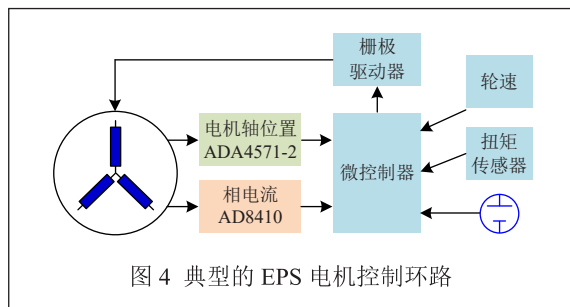 栅极
驱动器
轮速
电机轴位置
ADA4571-2
微控制器
扭矩
传感器
相电流
AD8410
图 4 典型的 EPS 电机控制环路